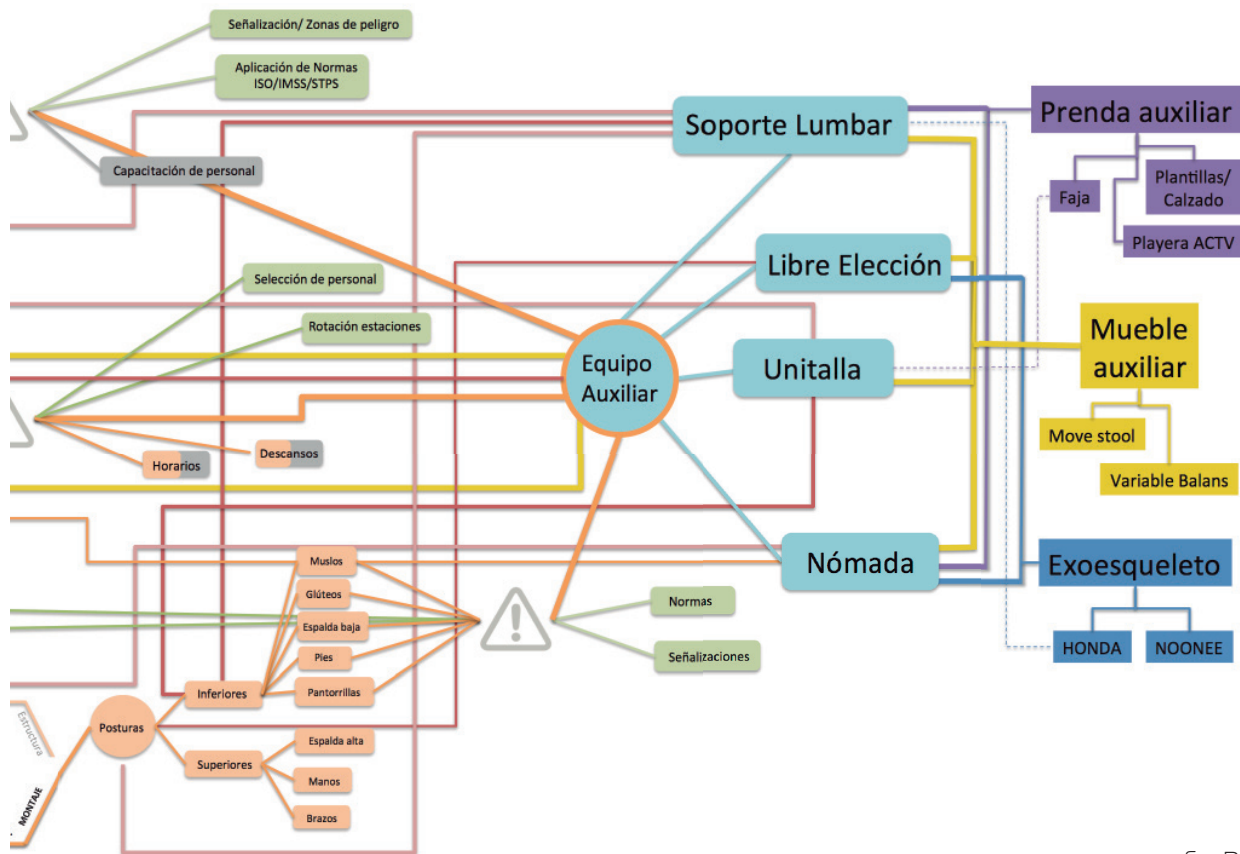 Señalización/ Zonas de peligro
Aplicación de Normas
ISO/IMSS/STPS
Capacitación de personal
Selección de personal
Rotación estaciones
Horarios
Descansos
Equipo
Auxiliar
Soporte Lumbar
Libre Elección
Unitalla
Nómada
Prenda auxiliar
Faja
Plantillas/
Calzado
Playera ACTV
Mueble
auxiliar
Move stool
Variable Balans
Exoesqueleto
HONDA
NOONEE
Normas
Señalizaciones
Muslos
Glúteos
Espalda baja
Pies
Pantorrillas
Inferiores
Posturas
Superiores
Espalda alta
Manos
Brazos
Estructura
MONTAJE